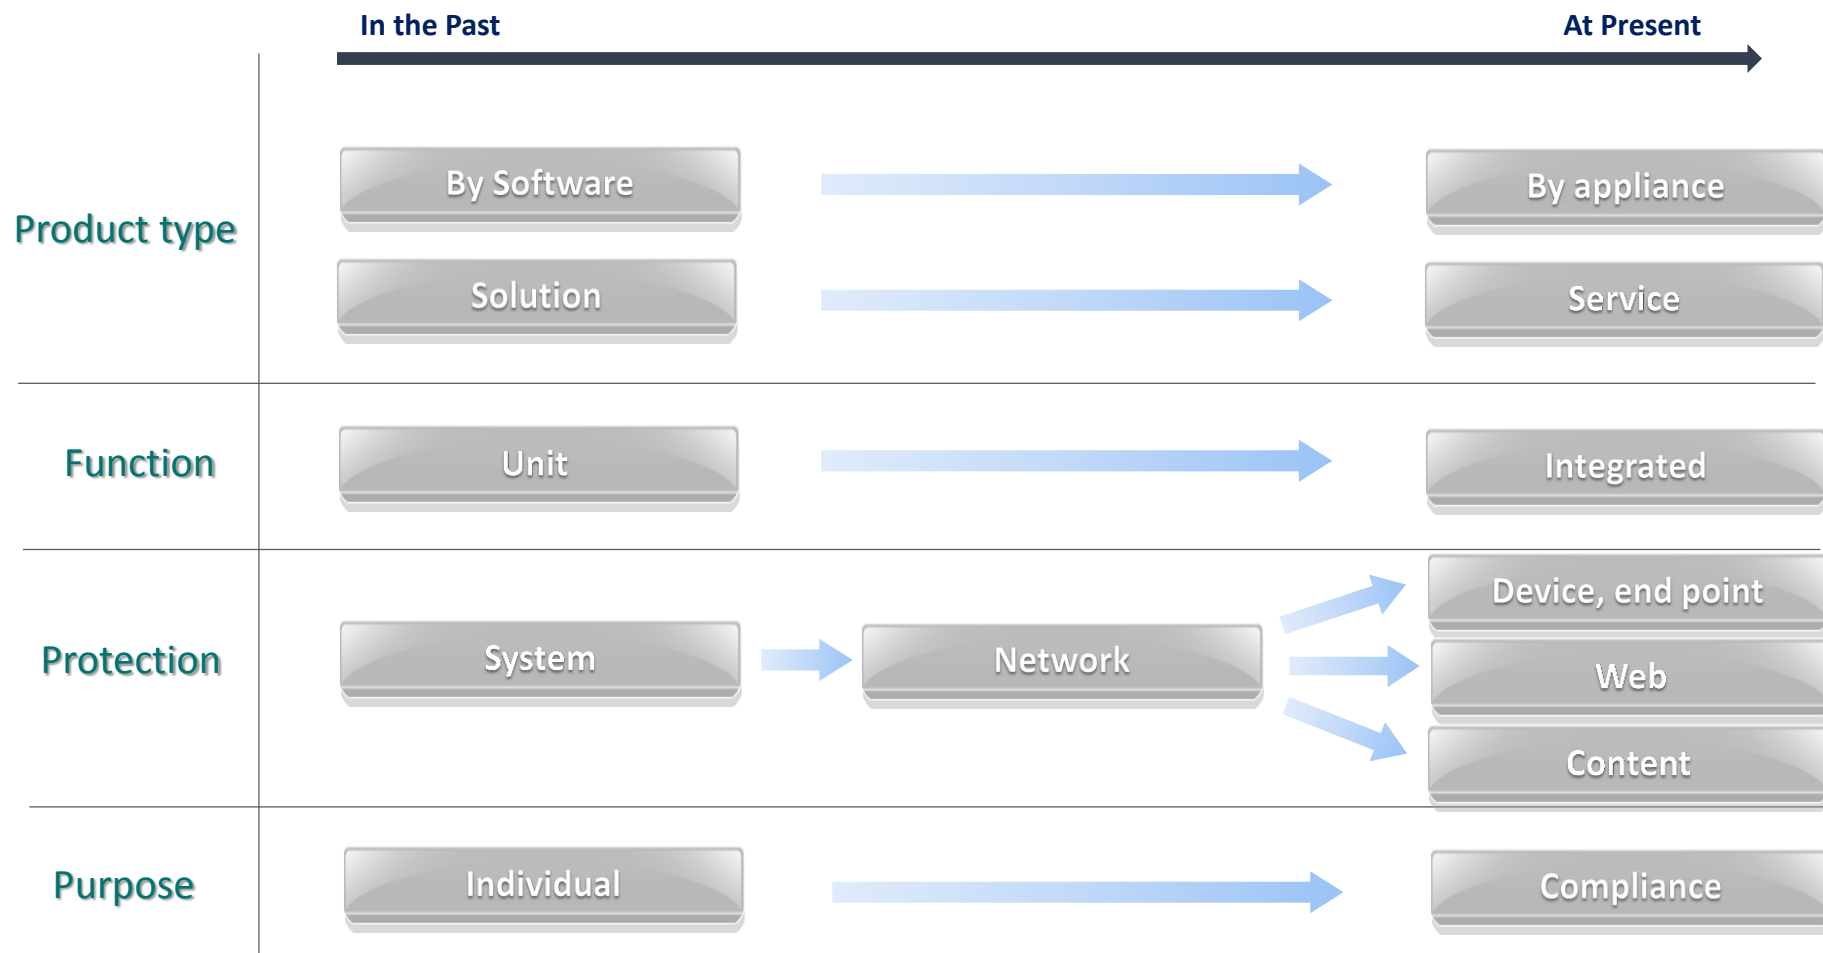 In the Past
At Present
Product type
By Software
By appliance
Solution
Service
Function
Unit
Integrated
Protection
System
Network
Device, end point
Web
Content
Purpose
Individual
Compliance